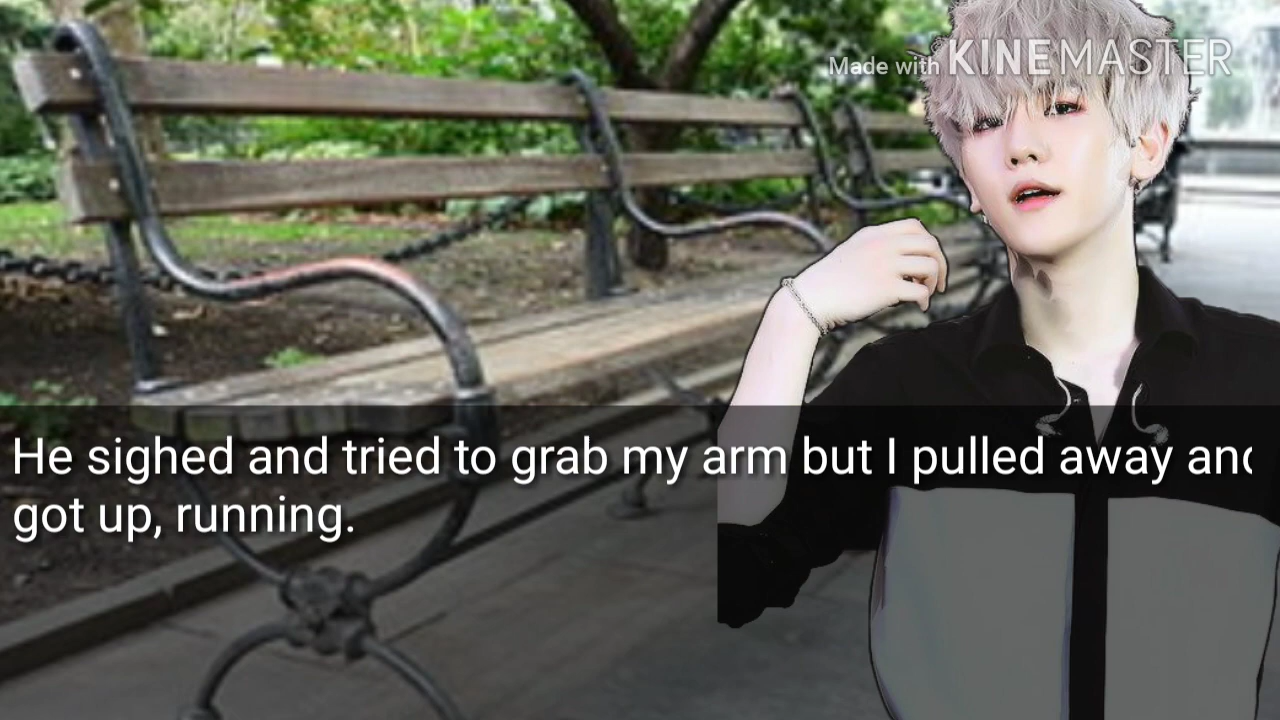 Made with KINEMASTER
He sighed and tried to grab my arm but I pulled away and
got up, running.